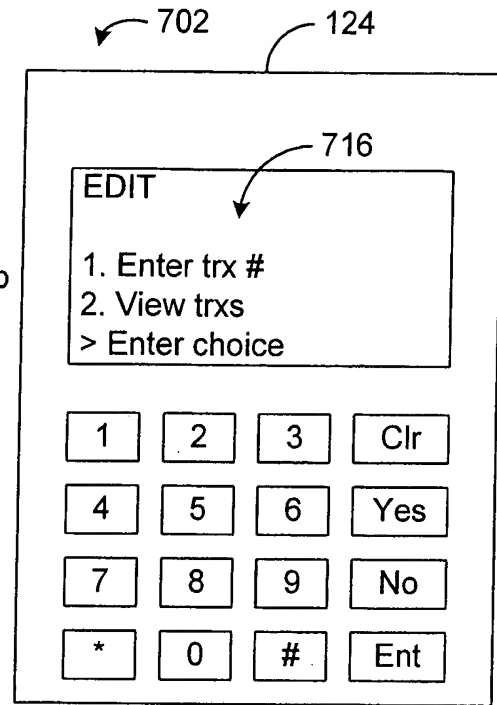 702
124
716
EDIT
1. Enter trx #
2. View trxs
> Enter choice
1 2 3 Clr
4 5 6 Yes
7 8 9 No
* 0 # Ent